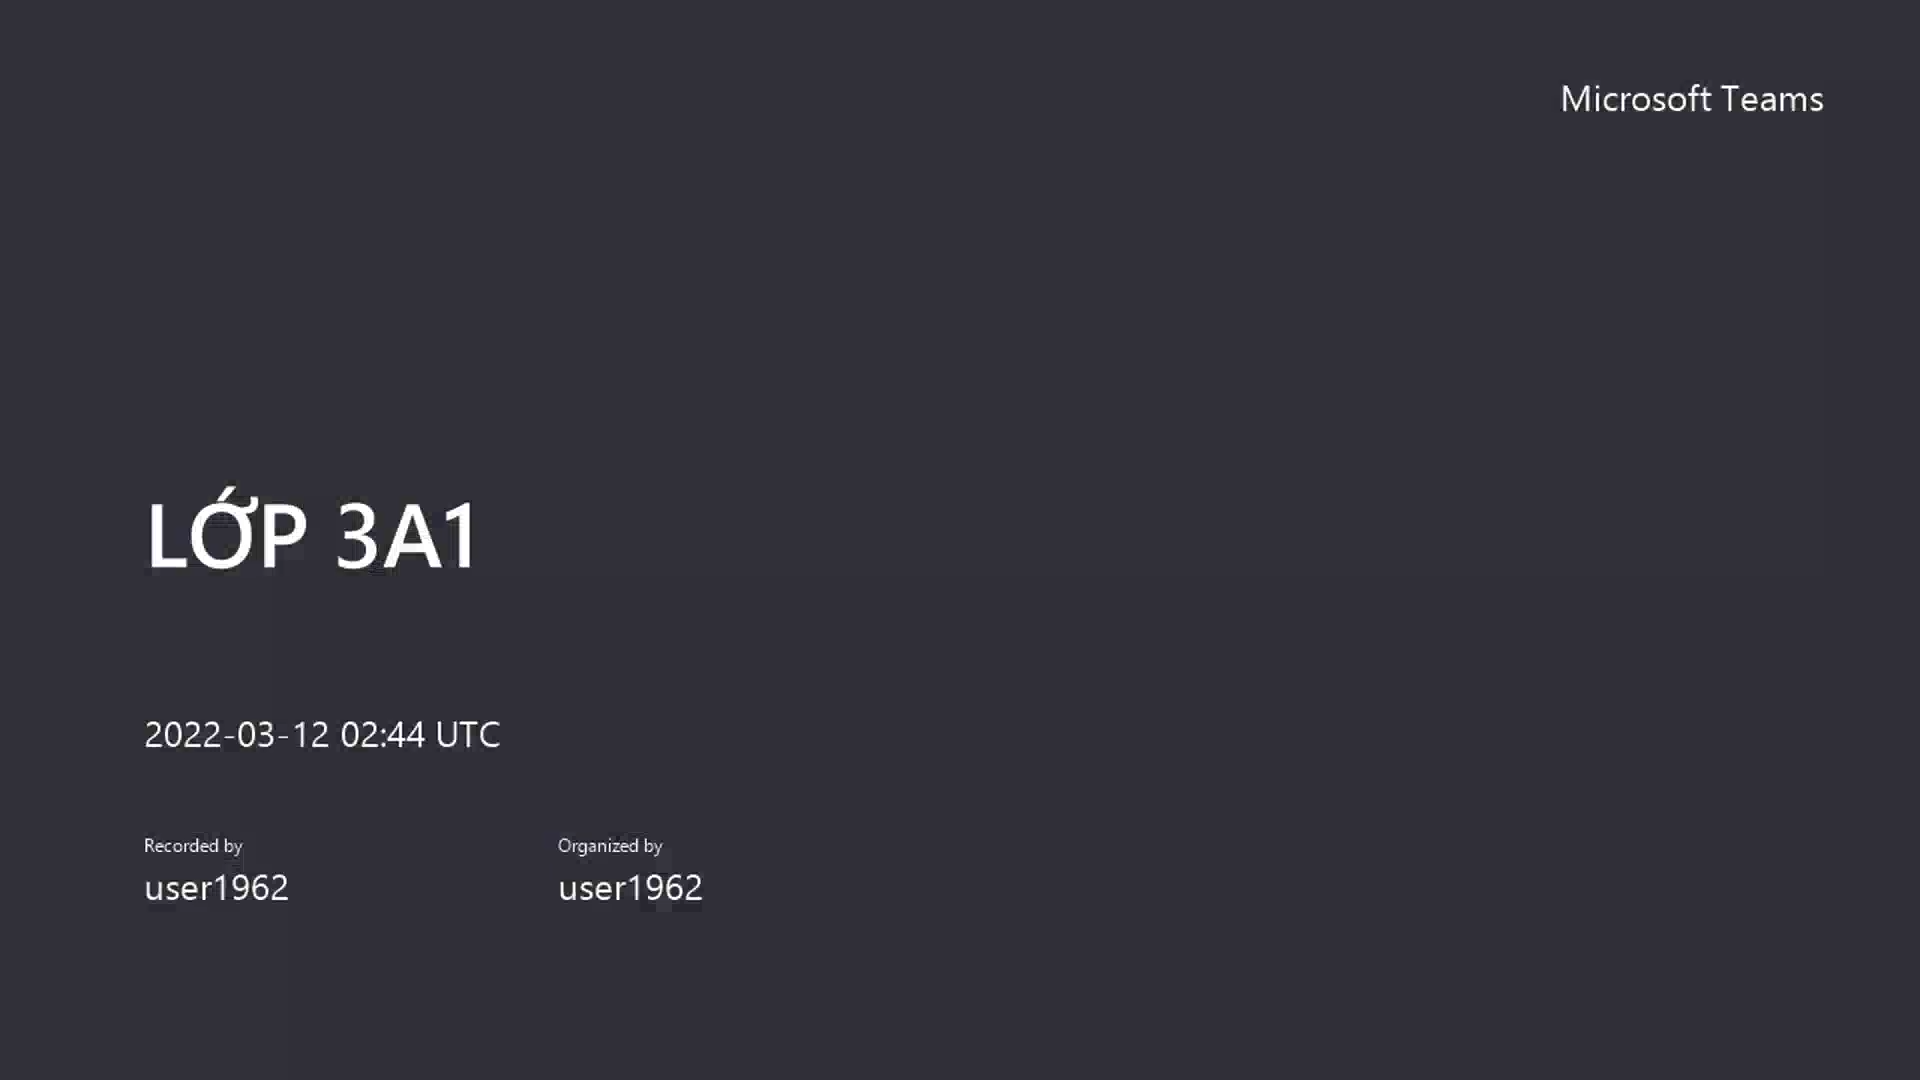 Microsoft Teams
LỚP 3A1
2022-03-12 02:44 UTC
Recorded by
user1962
Organized by
user1962